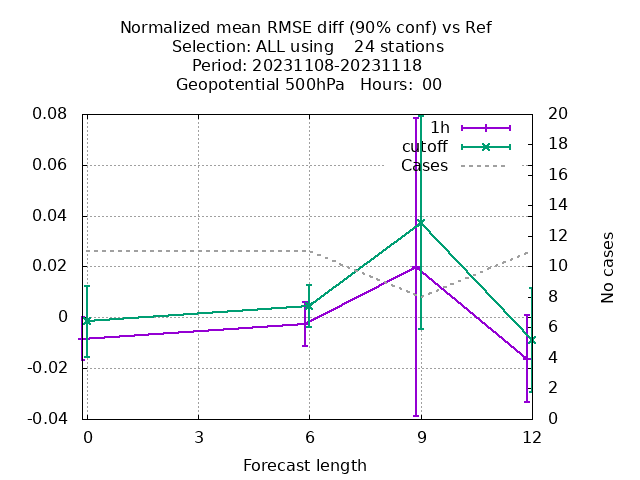 Normalized mean RMSE diff (90% conf) vs Ref
Selection: ALL using    24 stations
Period: 20231108-20231118
Geopotential 500hPa   Hours:  00
0.08
0.06
0.04
0.02
0
-0.02
-0.04
20
18
16
14
12
10
8
6
4
2
0
1h
cutoff
Cases
No cases
0
3
6
9
12
Forecast length